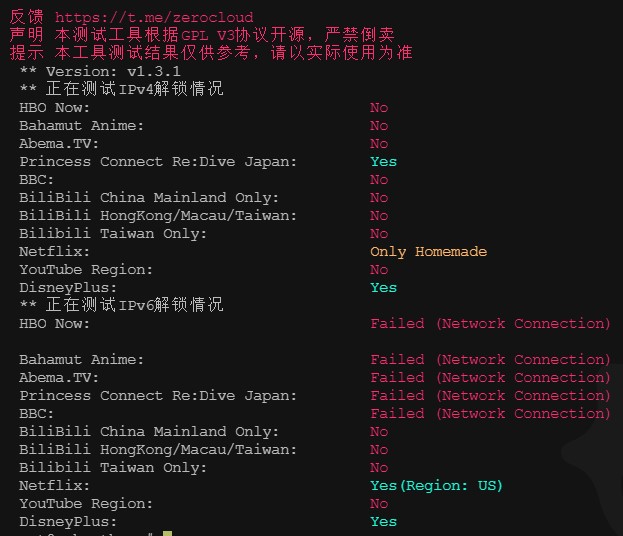 反馈 https://t.me/zerocloud
声明 本测试工具根据GPL V3协议开源，严禁倒卖
提示 本工具测试结果仅供参考，请以实际使用为准
** Version: v1.3.1
** 正在测试IPv4解锁情况
HBO Now: No
Bahamut Anime: No
Abema.TV: No
Princess Connect Re:Dive Japan: Yes
BBC: No
BiliBili China Mainland Only: No
BiliBili HongKong/Macau/Taiwan: No
Bilibili Taiwan Only: No
Netflix: Only Homemade
YouTube Region: No
DisneyPlus: Yes
** 正在测试IPv6解锁情况
HBO Now: Failed (Network Connection)
Bahamut Anime: Failed (Network Connection)
Abema.TV: Failed (Network Connection)
Princess Connect Re:Dive Japan: Failed (Network Connection)
BBC: Failed (Network Connection)
BiliBili China Mainland Only: No
BiliBili HongKong/Macau/Taiwan: No
Bilibili Taiwan Only: No
Netflix: Yes(Region: US)
YouTube Region: No
DisneyPlus: Yes